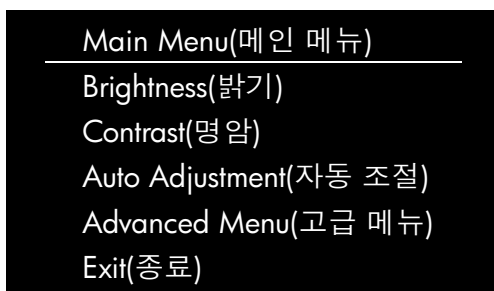 Main Menu(메인 메뉴)
Brightness(밝기)
Contrast(명암)
Auto Adjustment(자동 조절)
Advanced Menu(고급 메뉴)
Exit(종료)